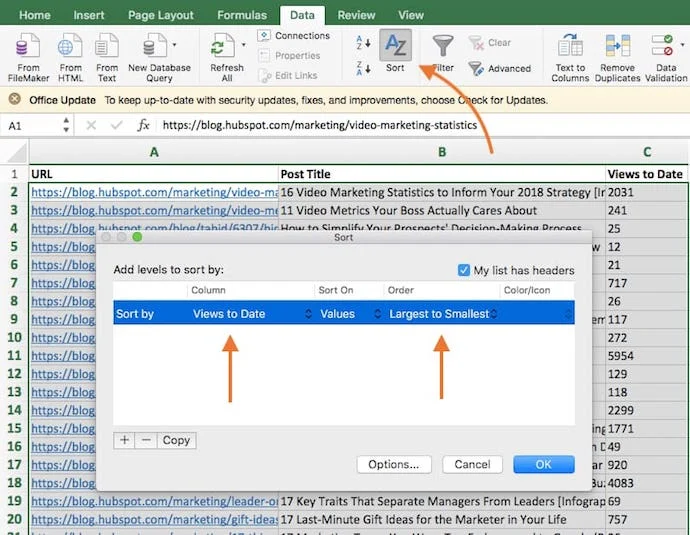 Home Insert Page Layout Formulas Data Review View
From FileMaker
From HTML
From Text
New Database Query
Refresh All
Connections
Properties
Edit Links
A Z
Z A
AZ
Sort
Filter
Clear
Advanced
Text to Columns
Remove Duplicates
Data Validation
Office Update To keep up-to-date with security updates, fixes, and improvements, choose Check for Updates.
A1 fx https://blog.hubspot.com/marketing/video-marketing-statistics
A B C
1 URL Post Title Views to Date
2 https://blog.hubspot.com/marketing/video-ma 16 Video Marketing Statistics to Inform Your 2018 Strategy [In 2031
3 https://blog.hubspot.com/marketing/video-me 11 Video Metrics Your Boss Actually Cares About 241
4 https://blog.hubspot.com/blog/tabid/6307/bid How to Simplify Your Prospects' Decision-Making Process 25
Sort
5 https:// w 12
6 https:// 21
Add levels to sort by: My list has headers
7 https:// 717
Column Sort On Order Color/Icon
8 https:// 26
Sort by Views to Date Values Largest to Smallest
9 https:// em 117
10 https:// 272
11 https:// 5954
12 https:// 129
13 https:// 118
14 https:// 2299
15 https:// ing 1771
16 https:// D 49
+ − Copy
17 https:// ar 920
Options... Cancel OK
18 https:// Buz 4083
19 https://blog.hubspot.com/marketing/leader-or 17 Key Traits That Separate Managers From Leaders [Infograp 69
20 https://blog.hubspot.com/marketing/gift-ideas 17 Last-Minute Gift Ideas for the Marketer in Your Life 757
21